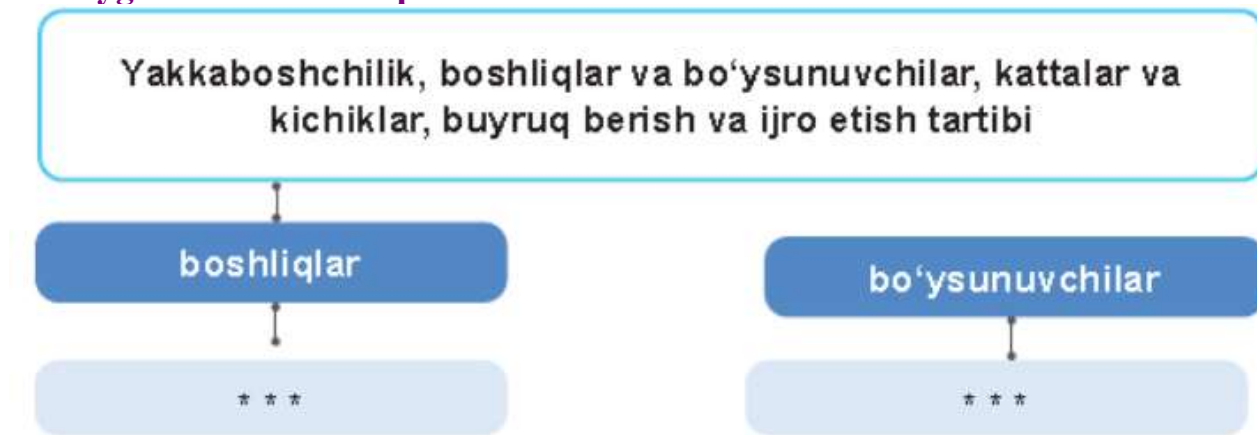 Yakkaboshchilik, boshliqlar va bo‘ysunuvchilar, kattalar va
kichiklar, buyruq berish va ijro etish tartibi
boshliqlar
bo‘ysunuvchilar
* * *
* * *